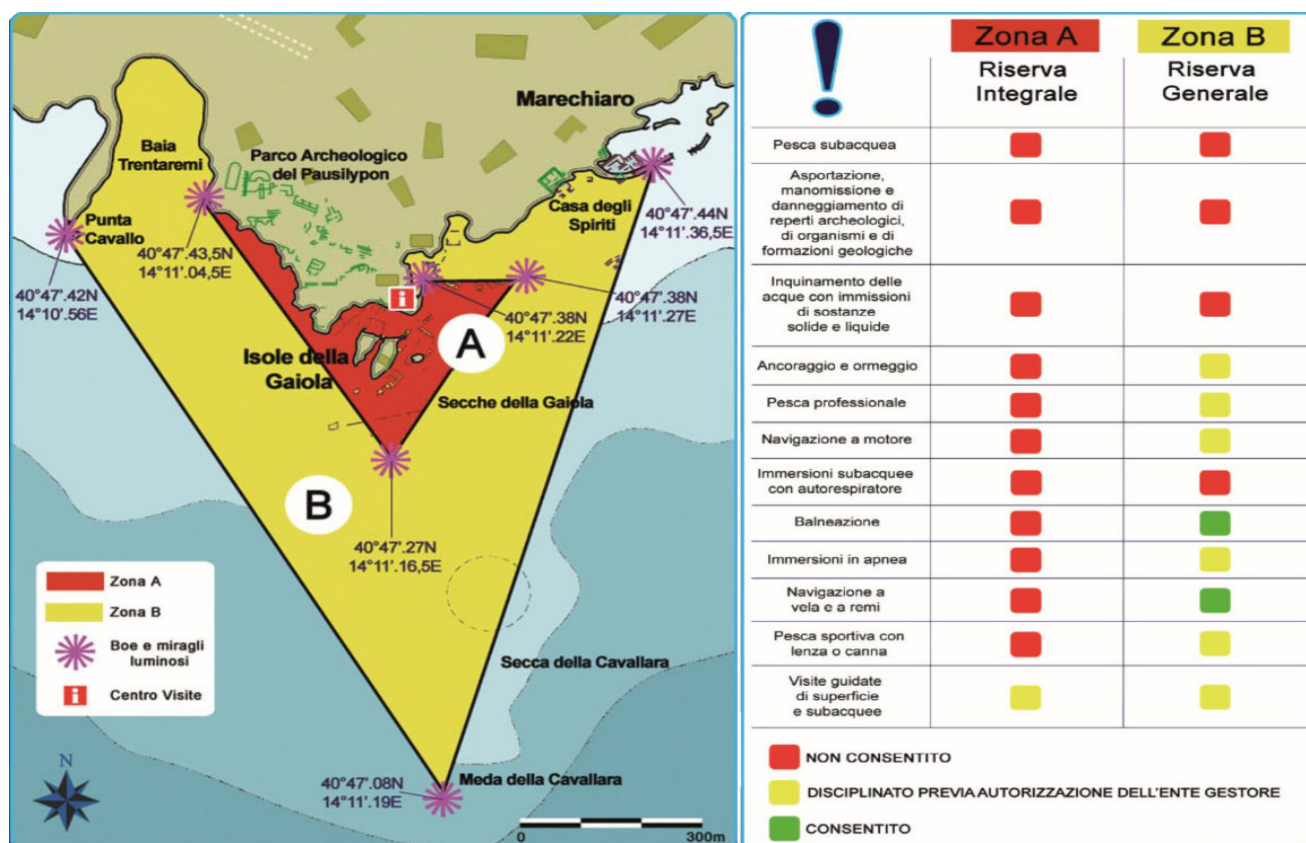 Marechiaro
Baia
Trentaremi
Parco Archeologico
del Pausilypon
Punta
Cavallo
Casa degli
Spiriti
40°47'.44N
14°11'.36,5E
40°47'.43,5N
14°11'.04,5E
40°47'.42N
14°10'.56E
i
40°47'.38N
14°11'.27E
40°47'.38N
14°11'.22E
A
Isole della
Gaiola
Secche della Gaiola
B
40°47'.27N
14°11'.16,5E
Zona A
Zona B
Boe e miragli
luminosi
i
Centro Visite
Secca della Cavallara
N
40°47'.08N
14°11'.19E
Meda della Cavallara
0
300m
!
Zona A
Zona B
Riserva
Integrale
Riserva
Generale
Pesca subacquea
Asportazione,
manomissione e
danneggiamento di
reperti archeologici,
di organismi e di
formazioni geologiche
Inquinamento delle
acque con immissioni
di sostanze
solide e liquide
Ancoraggio e ormeggio
Pesca professionale
Navigazione a motore
Immersioni subacquee
con autorespiratore
Balneazione
Immersioni in apnea
Navigazione a
vela e a remi
Pesca sportiva con
lenza o canna
Visite guidate
di superficie
e subacquee
NON CONSENTITO
DISCIPLINATO PREVIA AUTORIZZAZIONE DELL'ENTE GESTORE
CONSENTITO